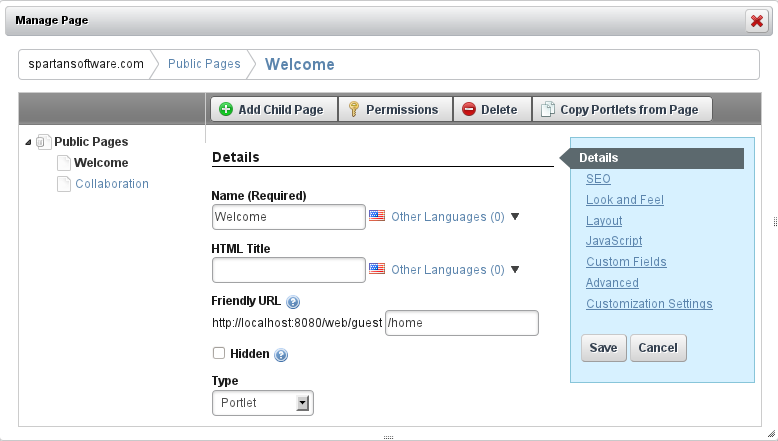 Manage Page
spartansoftware.com Public Pages Welcome
Add Child Page Permissions Delete Copy Portlets from Page
Public Pages
Welcome
Collaboration
Details
Name (Required)
Welcome Other Languages (0)
HTML Title
Other Languages (0)
Friendly URL ?
http://localhost:8080/web/guest /home
Hidden ?
Type
Portlet
Details
SEO
Look and Feel
Layout
JavaScript
Custom Fields
Advanced
Customization Settings
Save Cancel